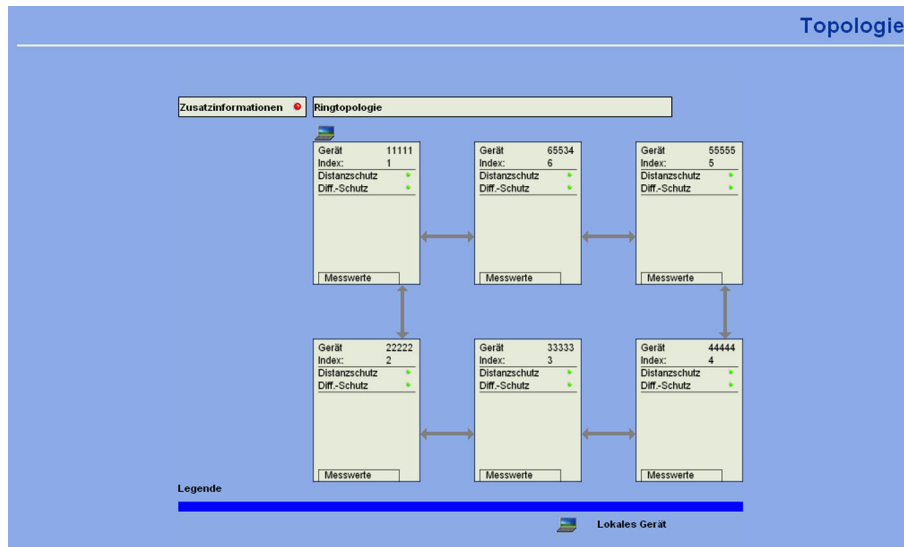 Topologie
Zusatzinformationen
Ringtopologie
Gerät 11111
Index: 1
Distanzschutz
Diff.-Schutz
Messwerte
Gerät 65534
Index: 6
Distanzschutz
Diff.-Schutz
Messwerte
Gerät 55555
Index: 5
Distanzschutz
Diff.-Schutz
Messwerte
Gerät 22222
Index: 2
Distanzschutz
Diff.-Schutz
Messwerte
Gerät 33333
Index: 3
Distanzschutz
Diff.-Schutz
Messwerte
Gerät 44444
Index: 4
Distanzschutz
Diff.-Schutz
Messwerte
Legende
Lokales Gerät